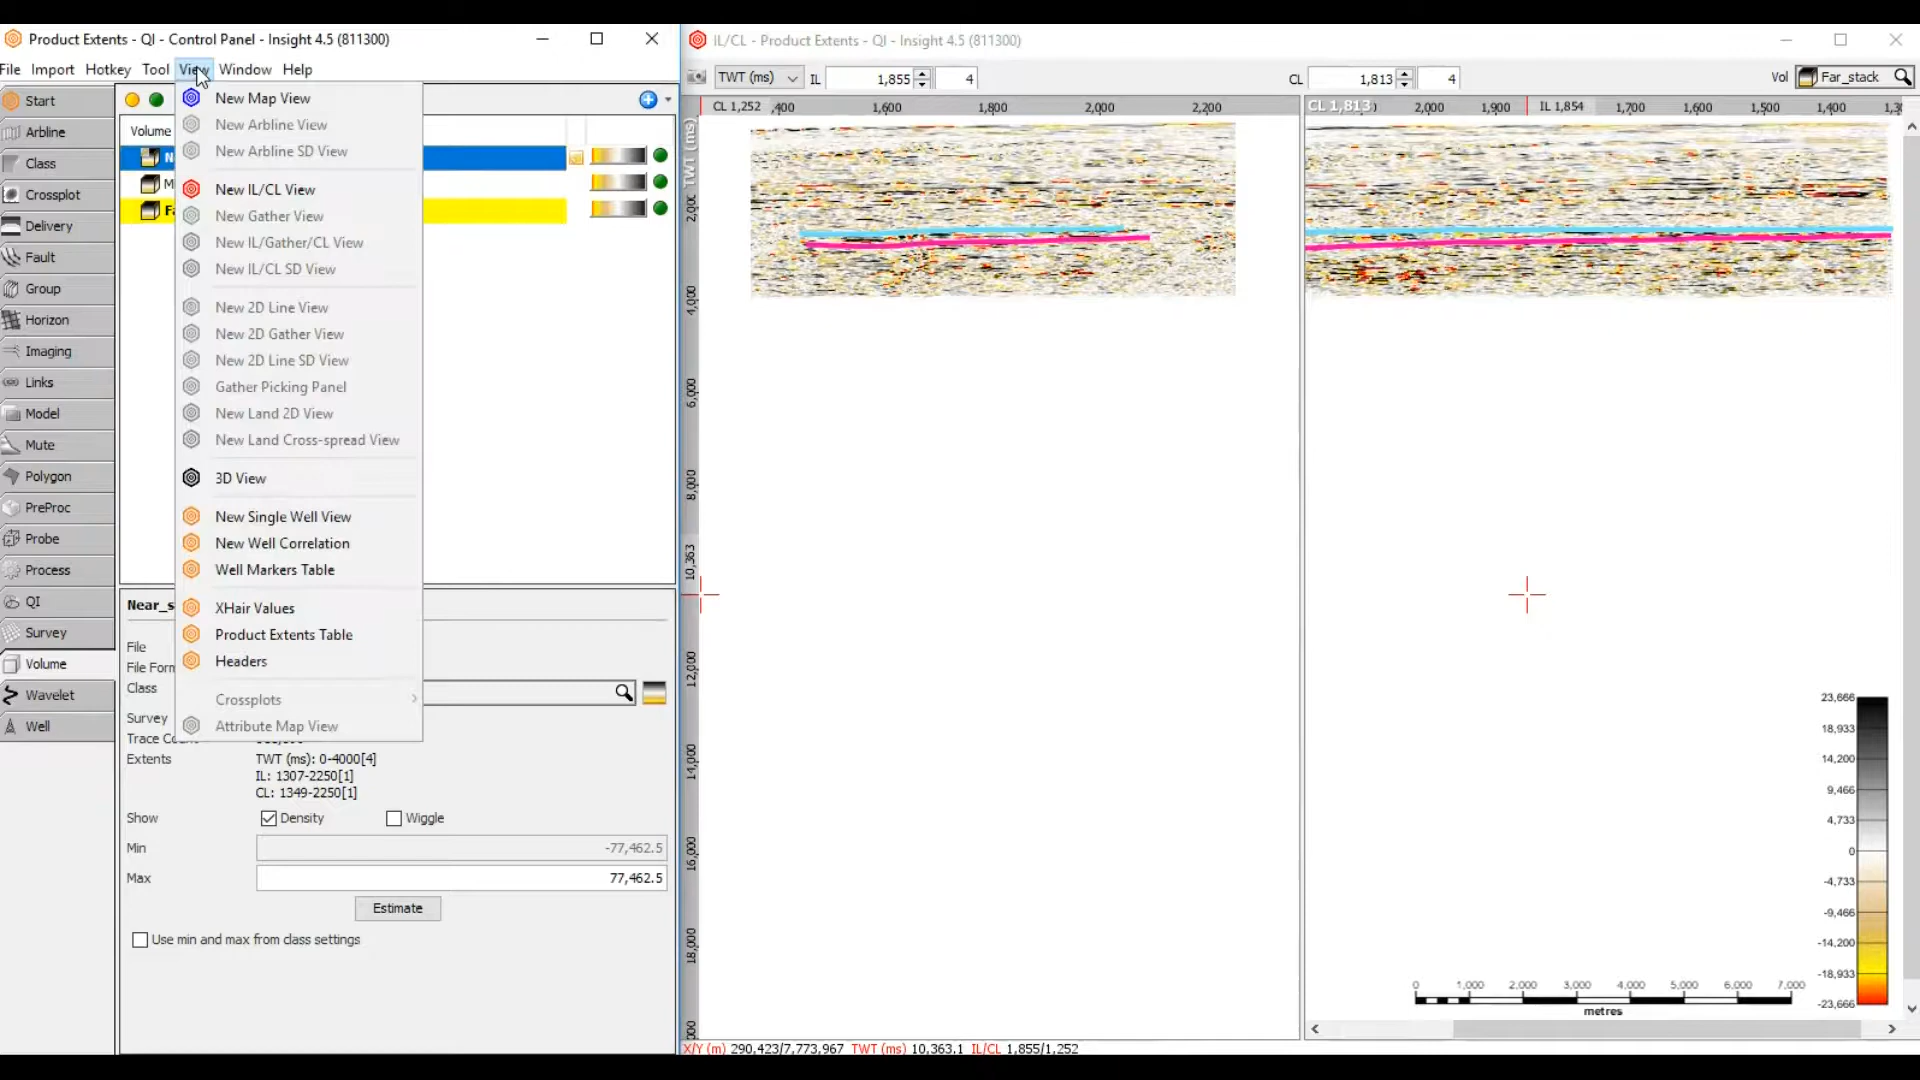 Product Extents - QI - Control Panel - Insight 4.5 (811300)
File Import Hotkey Tool View Window Help
Start
Arbline
Class
Crossplot
Delivery
Fault
Group
Horizon
Imaging
Links
Model
Mute
Polygon
PreProc
Probe
Process
QI
Survey
Volume
Wavelet
Well
Volume
New Map View
New Arbline View
New Arbline SD View
New IL/CL View
New Gather View
New IL/Gather/CL View
New IL/CL SD View
New 2D Line View
New 2D Gather View
New 2D Line SD View
Gather Picking Panel
New Land 2D View
New Land Cross-spread View
3D View
New Single Well View
New Well Correlation
Well Markers Table
XHair Values
Product Extents Table
Headers
Crossplots
Attribute Map View
Near_s
File
File Form
Class
Survey
Trace Co
Extents
TWT (ms): 0-4000[4]
IL: 1307-2250[1]
CL: 1349-2250[1]
Show Density Wiggle
Min -77,462.5
Max 77,462.5
Estimate
Use min and max from class settings
IL/CL - Product Extents - QI - Insight 4.5 (811300)
TWT (ms) IL 1,855 4 CL 1,813 4 Vol Far_stack
CL 1,252 ,400 1,600 1,800 2,000 2,200
CL 1,813 ) 2,000 1,900 IL 1,854 1,700 1,600 1,500 1,400 1,3
TWT (ms)
2,000
4,000
6,000
8,000
10,363
12,000
14,000
16,000
18,000
23,666
18,933
14,200
9,466
4,733
0
-4,733
-9,466
-14,200
-18,933
-23,666
0 1,000 2,000 3,000 4,000 5,000 6,000 7,000
metres
X/Y (m) 290,423/7,773,967 TWT (ms) 10,363.1 IL/CL 1,855/1,252